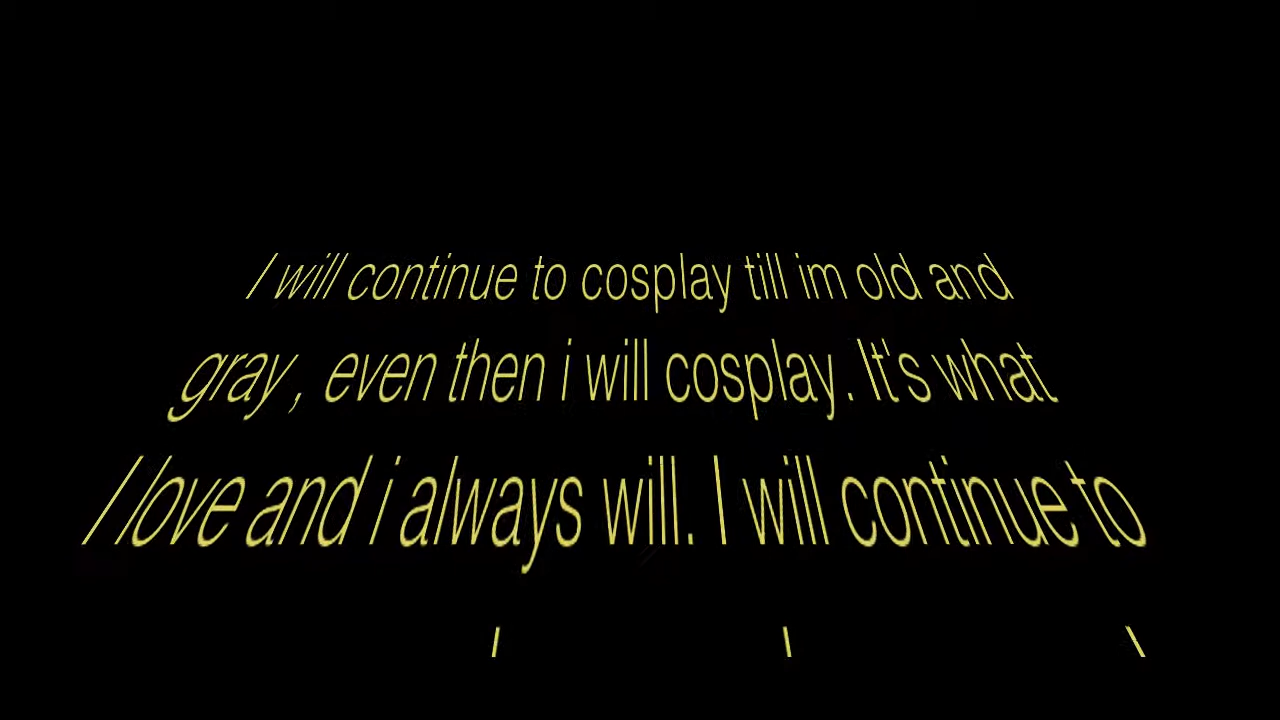 I will continue to cosplay till im old and
gray , even then i will cosplay. It's what
I love and i always will. I will continue to